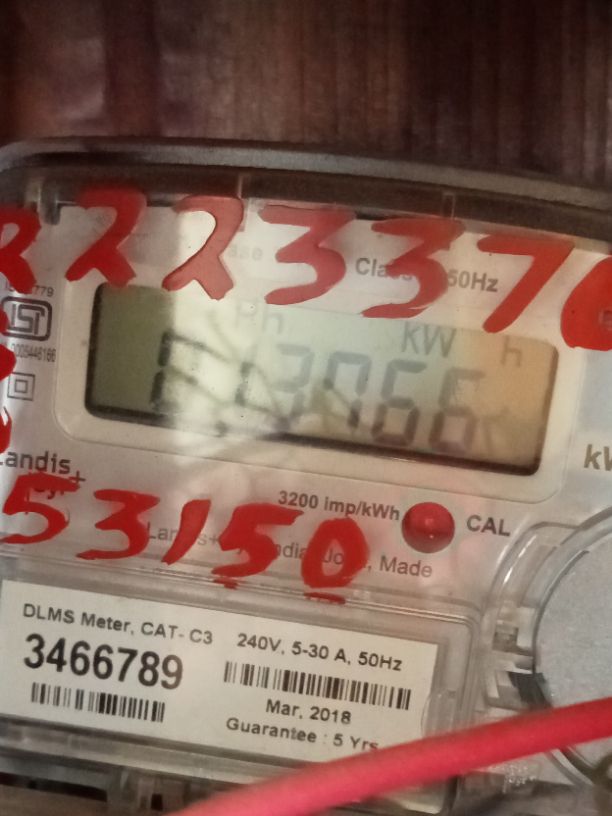 R22337
Class 50Hz
kW h
Landis
3200 imp/kWh CAL
53150
Made
DLMS Meter, CAT- C3
240V, 5-30 A, 50Hz
3466789
Mar, 2018
Guarantee : 5 Yrs